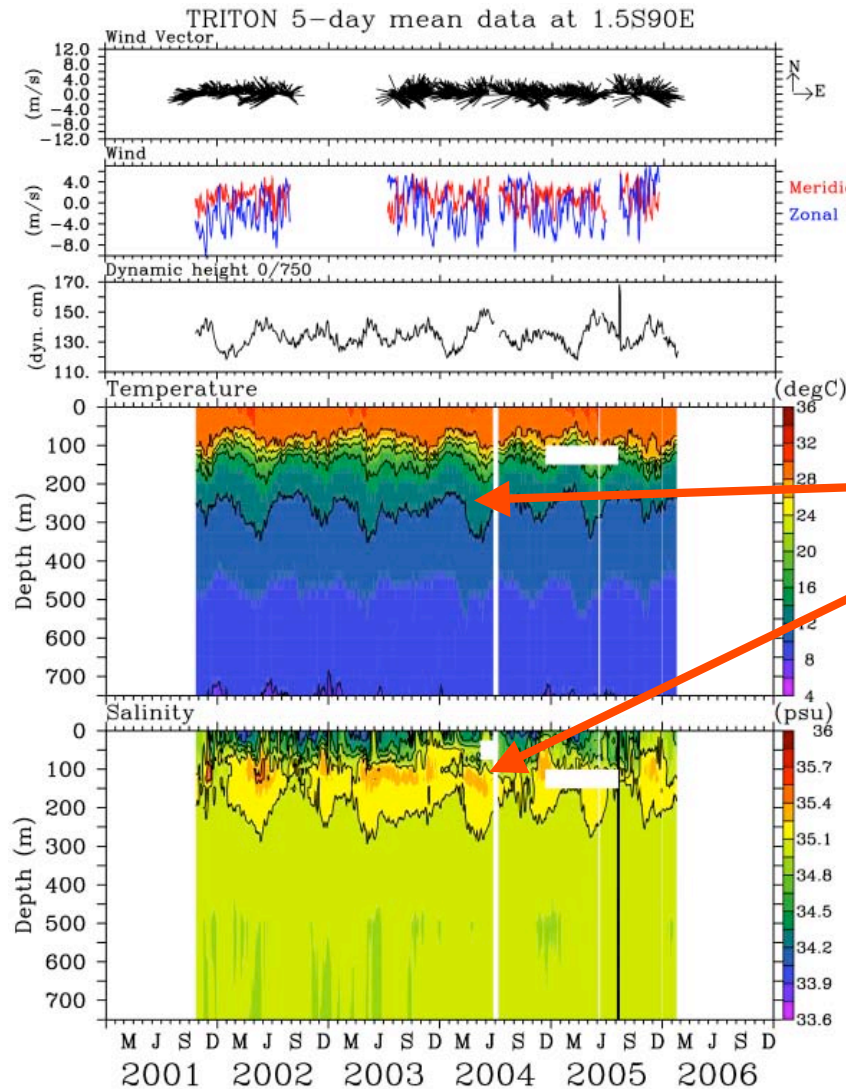 TRITON 5-day mean data at 1.5S90E
Wind Vector
12.0
8.0
4.0
0.0
-4.0
-8.0
-12.0
(m/s)
N
E
Wind
4.0
0.0
-4.0
-8.0
(m/s)
Meridio
Zonal
Dynamic height 0/750
170.
150.
130.
110.
(dyn. cm)
Temperature
(degC)
0
100
200
300
400
500
600
700
Depth (m)
36
32
28
24
20
16
12
8
4
Salinity
(psu)
0
100
200
300
400
500
600
700
Depth (m)
36
35.7
35.4
35.1
34.8
34.5
34.2
33.9
33.6
M J S D M J S D M J S D M J S D M J S D M J S D
2001 2002 2003 2004 2005 2006